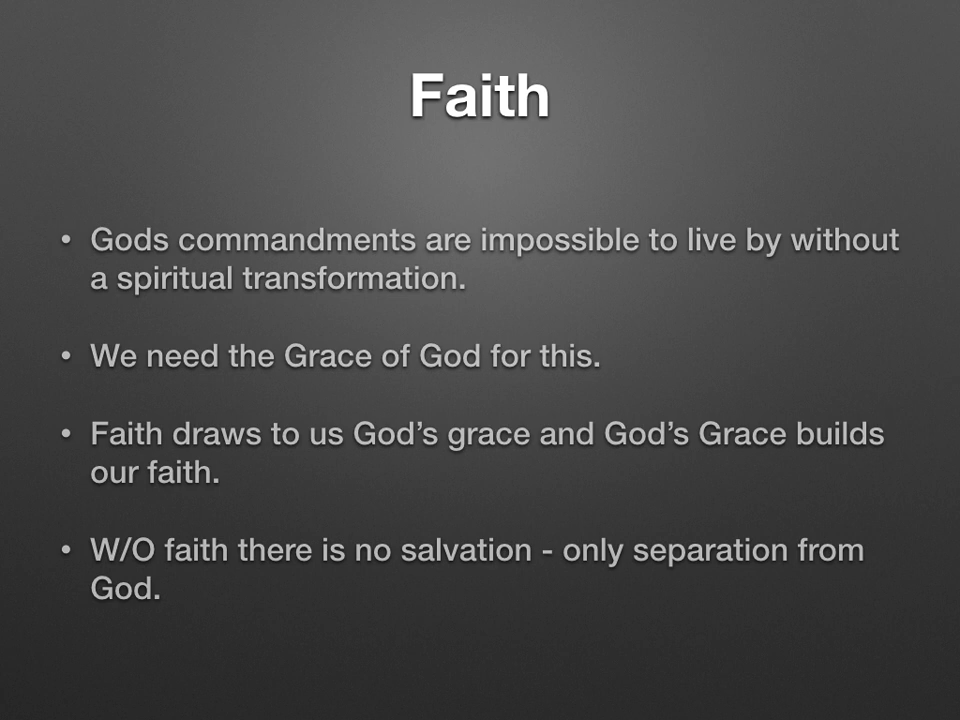 Faith
• Gods commandments are impossible to live by without
a spiritual transformation.
• We need the Grace of God for this.
• Faith draws to us God’s grace and God’s Grace builds
our faith.
• W/O faith there is no salvation - only separation from
God.